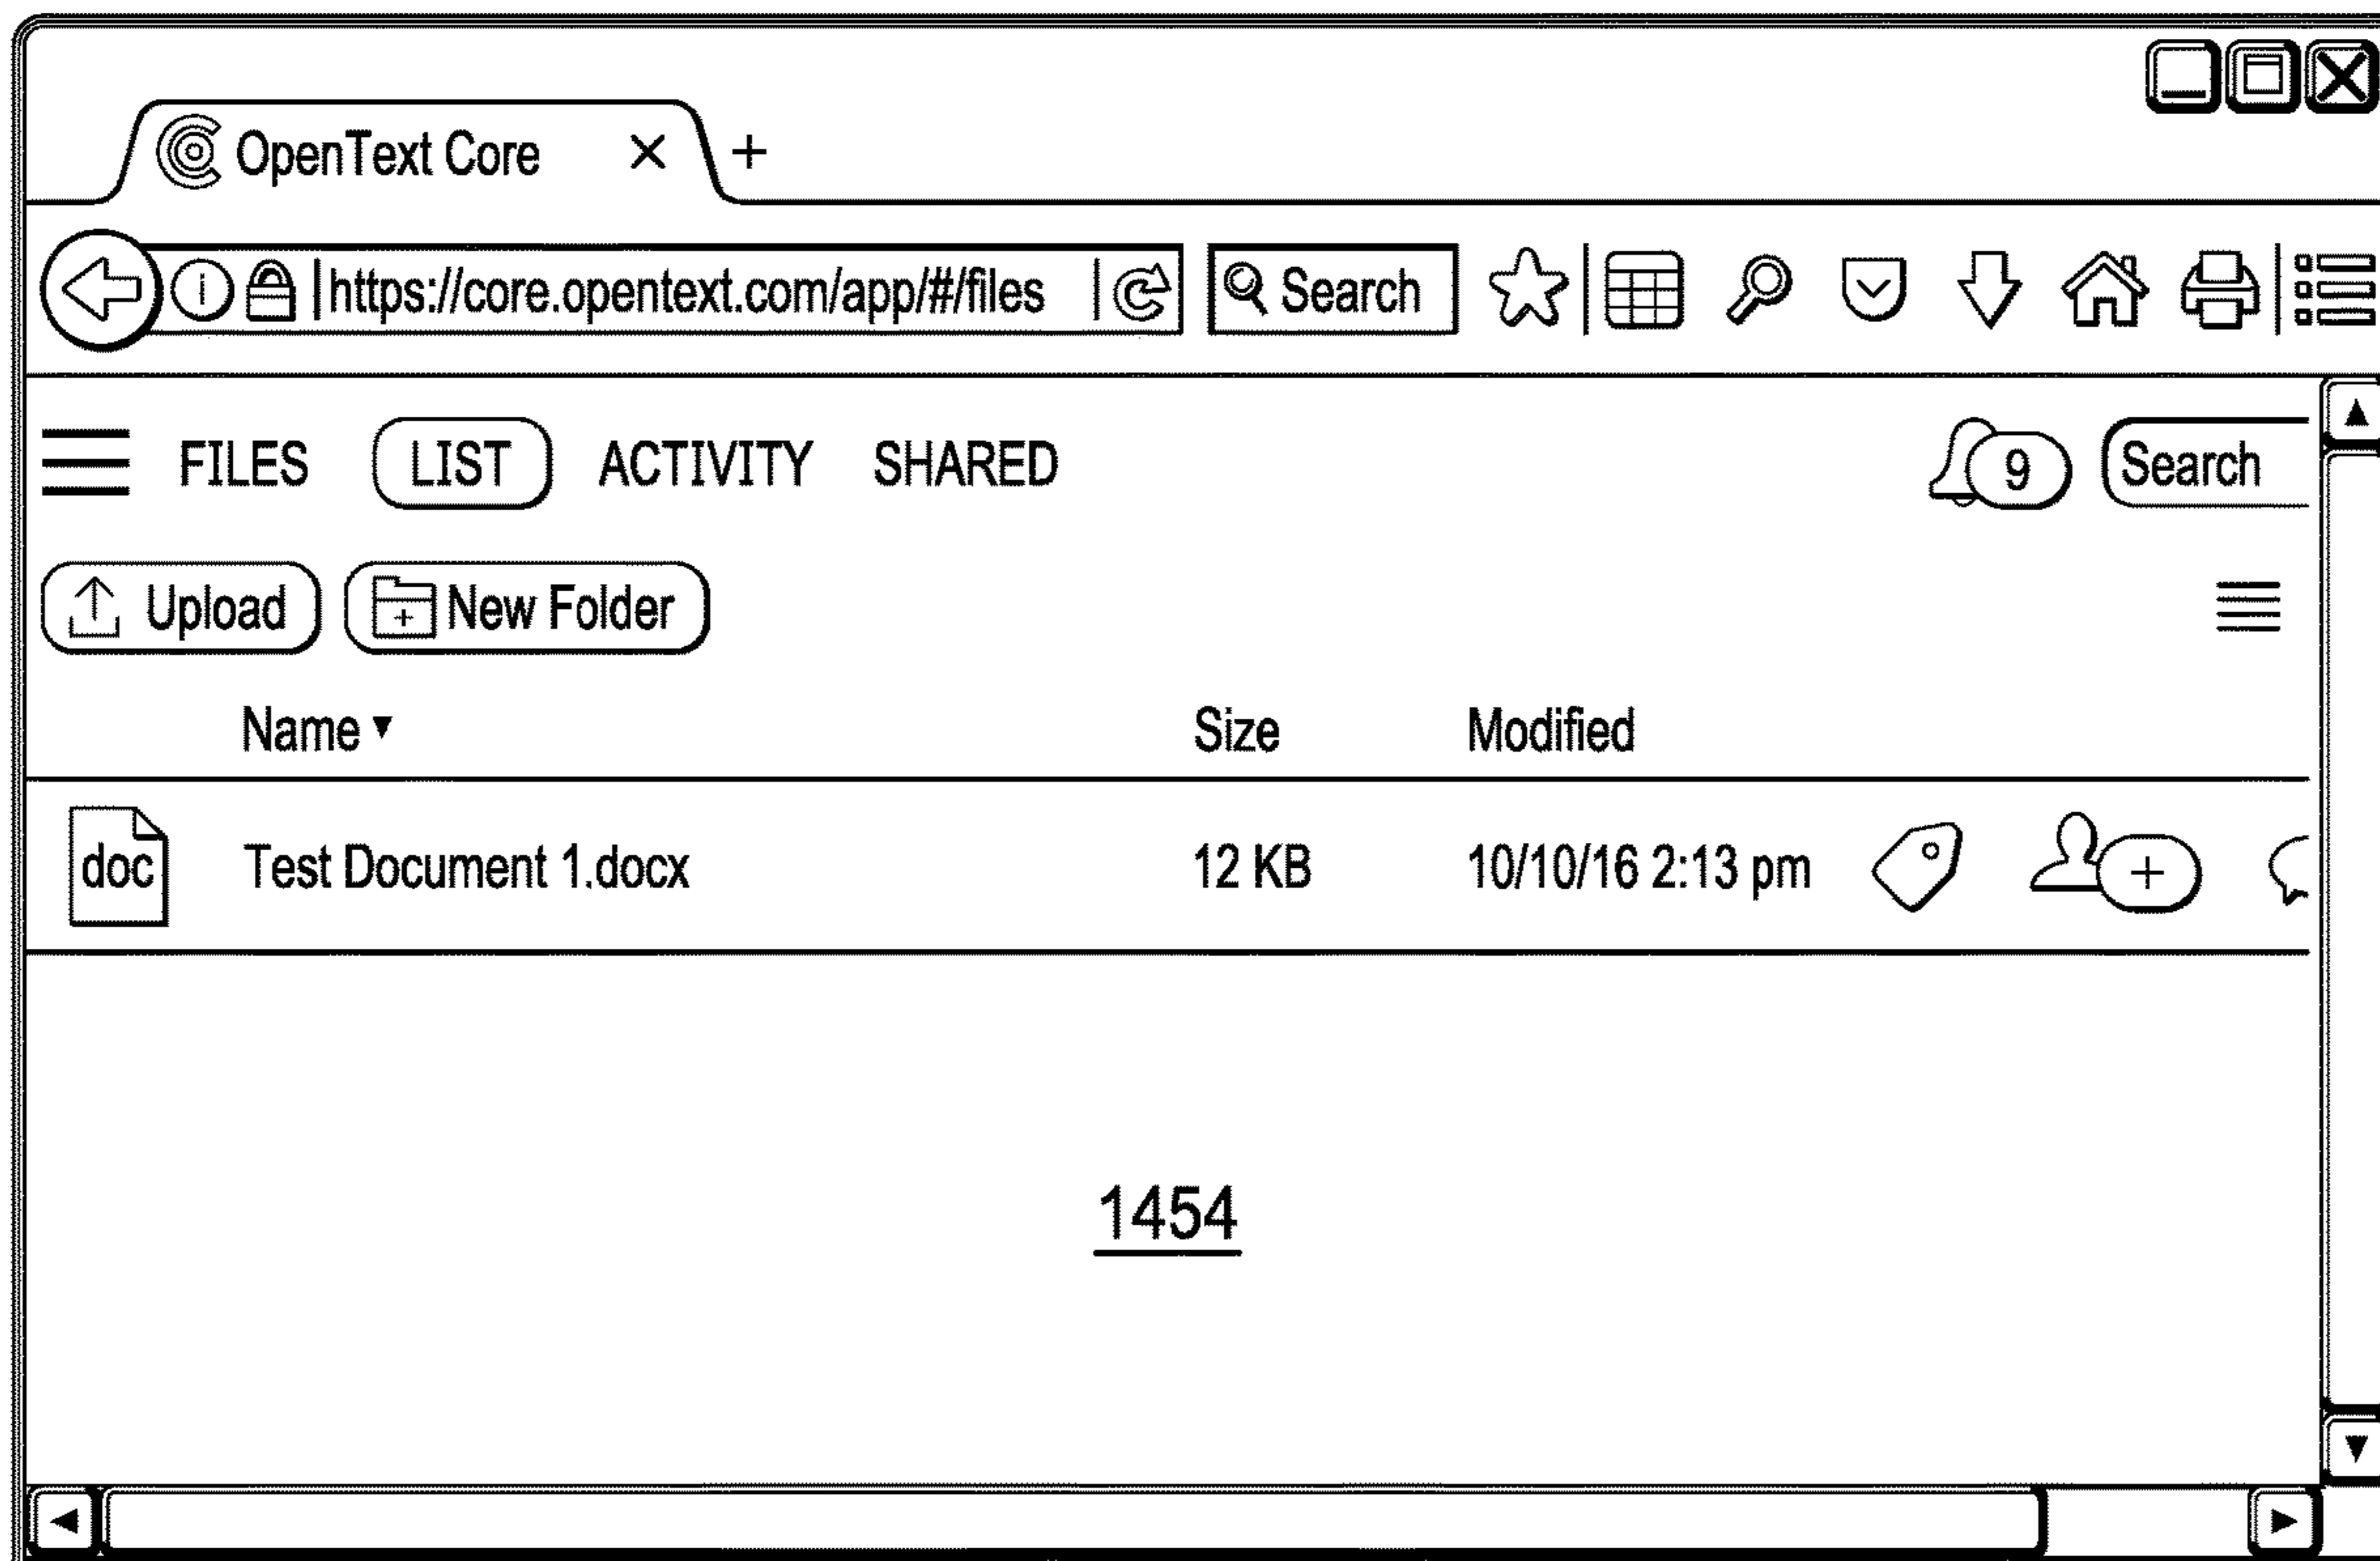 OpenText Core
https://core.opentext.com/app/#/files Search
FILES LIST ACTIVITY SHARED 9 Search
Upload New Folder
Name Size Modified
doc Test Document 1.docx 12 KB 10/10/16 2:13 pm
1454